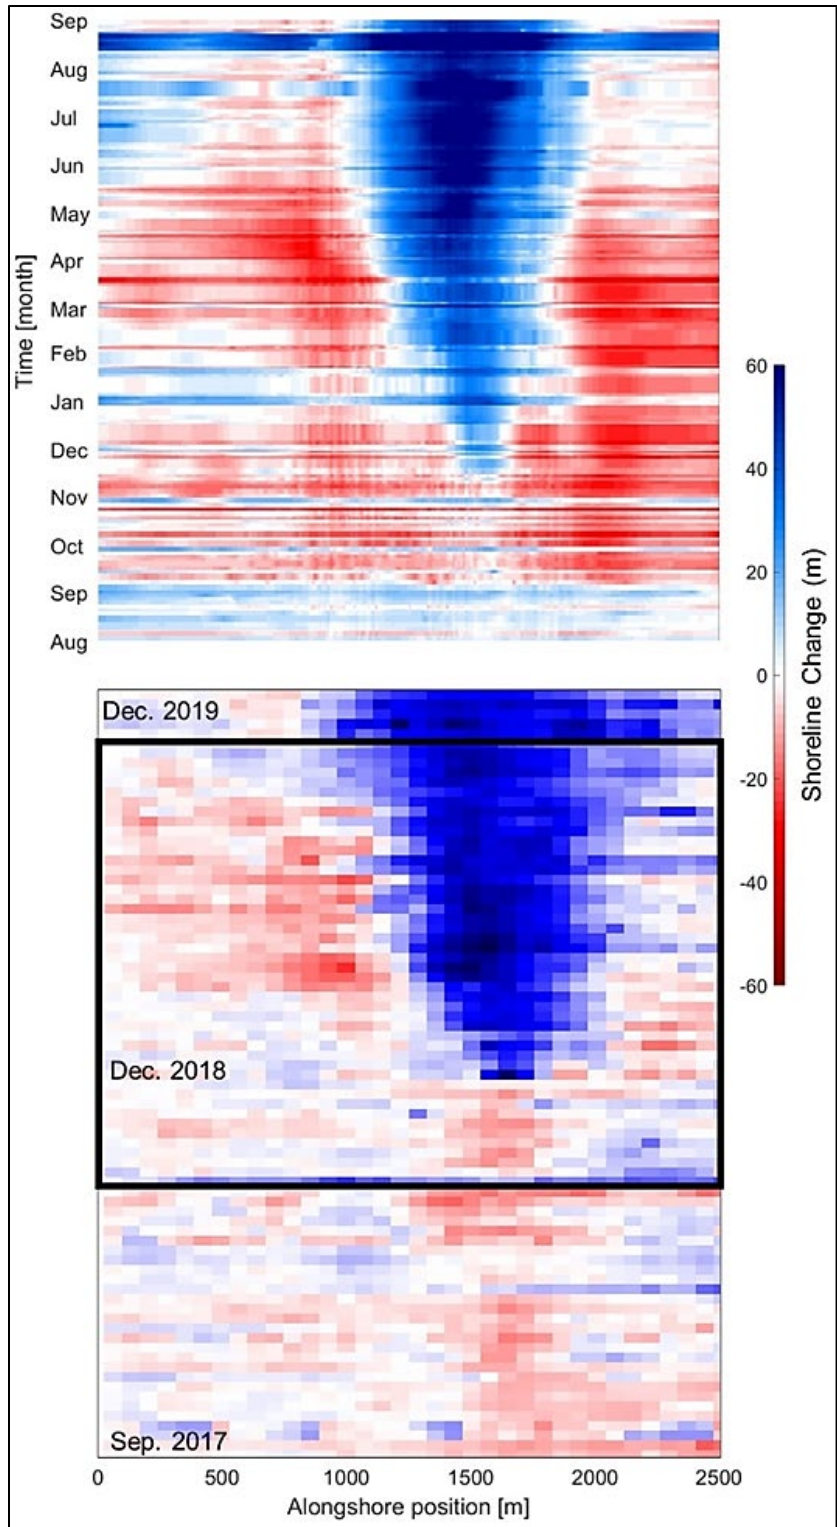 Sep
Aug
Jul
Jun
May
Apr
Mar
Feb
Jan
Dec
Nov
Oct
Sep
Aug
Time [month]
60
40
20
0
-20
-40
-60
Shoreline Change (m)
Dec. 2019
Dec. 2018
Sep. 2017
0 500 1000 1500 2000 2500
Alongshore position [m]